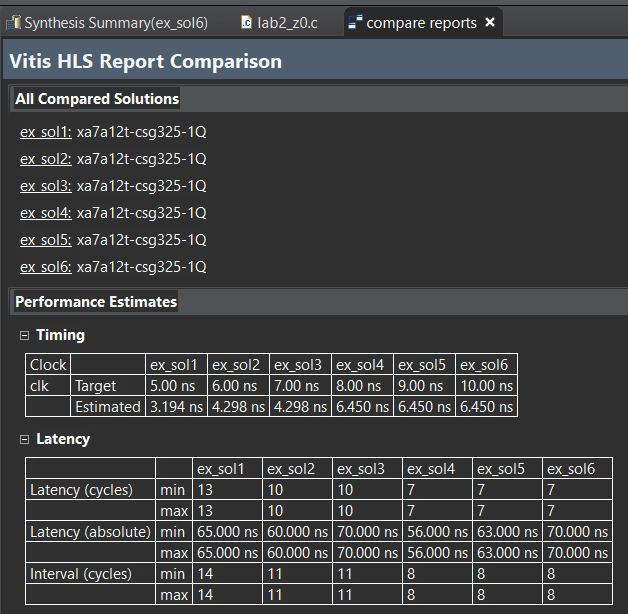 Synthesis Summary(ex_sol6) lab2_z0.c compare reports
Vitis HLS Report Comparison
All Compared Solutions
ex_sol1: xa7a12t-csg325-1Q
ex_sol2: xa7a12t-csg325-1Q
ex_sol3: xa7a12t-csg325-1Q
ex_sol4: xa7a12t-csg325-1Q
ex_sol5: xa7a12t-csg325-1Q
ex_sol6: xa7a12t-csg325-1Q
Performance Estimates
Timing
Clock ex_sol1 ex_sol2 ex_sol3 ex_sol4 ex_sol5 ex_sol6
clk Target 5.00 ns 6.00 ns 7.00 ns 8.00 ns 9.00 ns 10.00 ns
Estimated 3.194 ns 4.298 ns 4.298 ns 6.450 ns 6.450 ns 6.450 ns
Latency
ex_sol1 ex_sol2 ex_sol3 ex_sol4 ex_sol5 ex_sol6
Latency (cycles) min 13 10 10 7 7 7
max 13 10 10 7 7 7
Latency (absolute) min 65.000 ns 60.000 ns 70.000 ns 56.000 ns 63.000 ns 70.000 ns
max 65.000 ns 60.000 ns 70.000 ns 56.000 ns 63.000 ns 70.000 ns
Interval (cycles) min 14 11 11 8 8 8
max 14 11 11 8 8 8